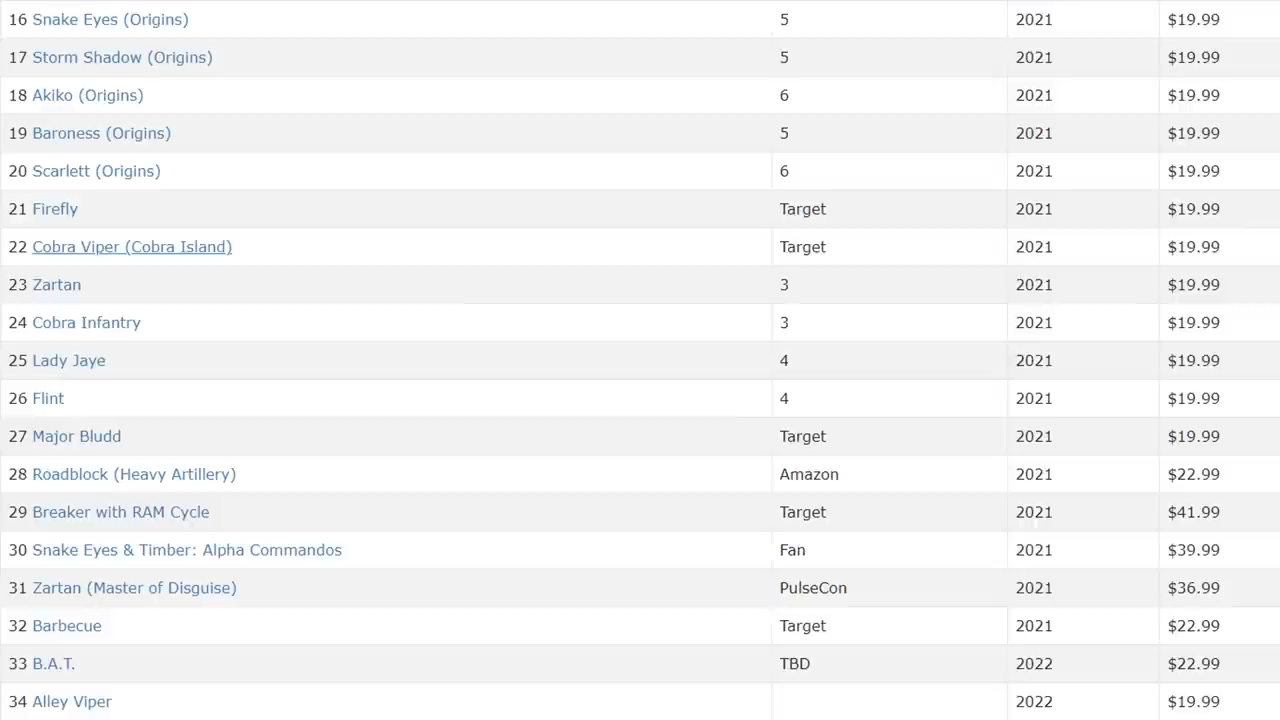 16 Snake Eyes (Origins) 5 2021 $19.99
17 Storm Shadow (Origins) 5 2021 $19.99
18 Akiko (Origins) 6 2021 $19.99
19 Baroness (Origins) 5 2021 $19.99
20 Scarlett (Origins) 6 2021 $19.99
21 Firefly Target 2021 $19.99
22 Cobra Viper (Cobra Island) Target 2021 $19.99
23 Zartan 3 2021 $19.99
24 Cobra Infantry 3 2021 $19.99
25 Lady Jaye 4 2021 $19.99
26 Flint 4 2021 $19.99
27 Major Bludd Target 2021 $19.99
28 Roadblock (Heavy Artillery) Amazon 2021 $22.99
29 Breaker with RAM Cycle Target 2021 $41.99
30 Snake Eyes & Timber: Alpha Commandos Fan 2021 $39.99
31 Zartan (Master of Disguise) PulseCon 2021 $36.99
32 Barbecue Target 2021 $22.99
33 B.A.T. TBD 2022 $22.99
34 Alley Viper 2022 $19.99